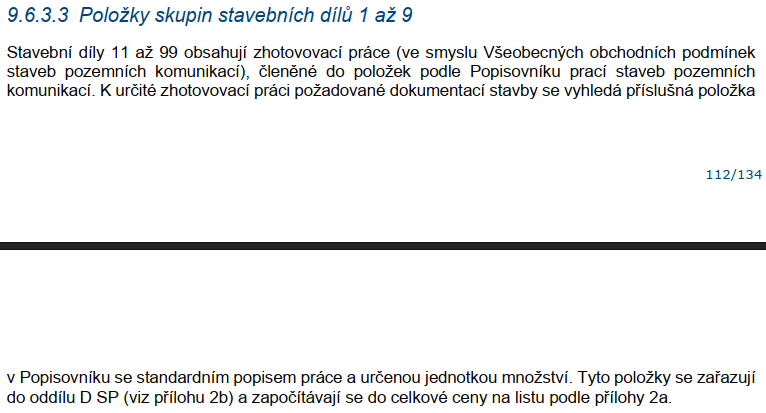 9.6.3.3 Položky skupin stavebních dílů 1 až 9
Stavební díly 11 až 99 obsahují zhotovovací práce (ve smyslu Všeobecných obchodních podmínek
staveb pozemních komunikací), členěné do položek podle Popisovníku prací staveb pozemních
komunikací. K určité zhotovovací práci požadované dokumentací stavby se vyhledá příslušná položka
112/134
v Popisovníku se standardním popisem práce a určenou jednotkou množství. Tyto položky se zařazují
do oddílu D SP (viz přílohu 2b) a započítávají se do celkové ceny na listu podle přílohy 2a.